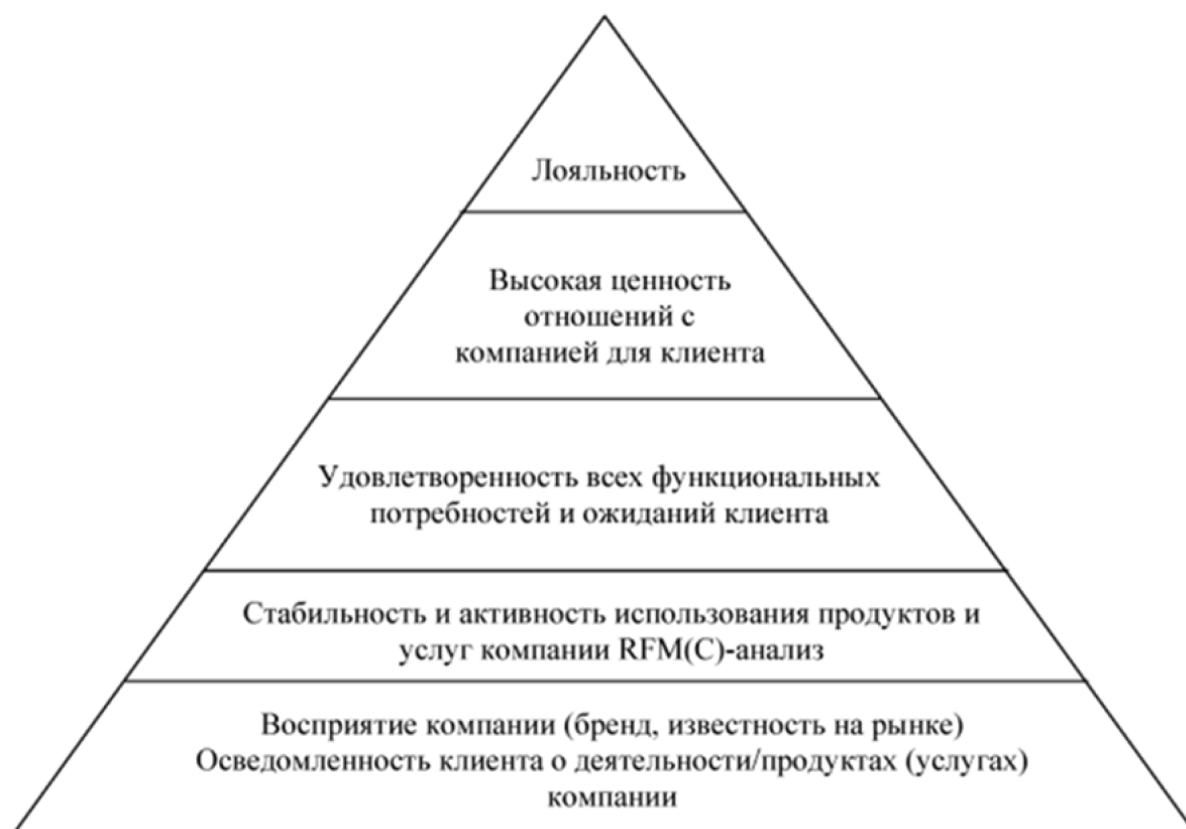 Лояльность
Высокая ценность
отношений с
компанией для клиента
Удовлетворенность всех функциональных
потребностей и ожиданий клиента
Стабильность и активность использования продуктов и
услуг компании RFM(C)-анализ
Восприятие компании (бренд, известность на рынке)
Осведомленность клиента о деятельности/продуктах (услугах)
компании